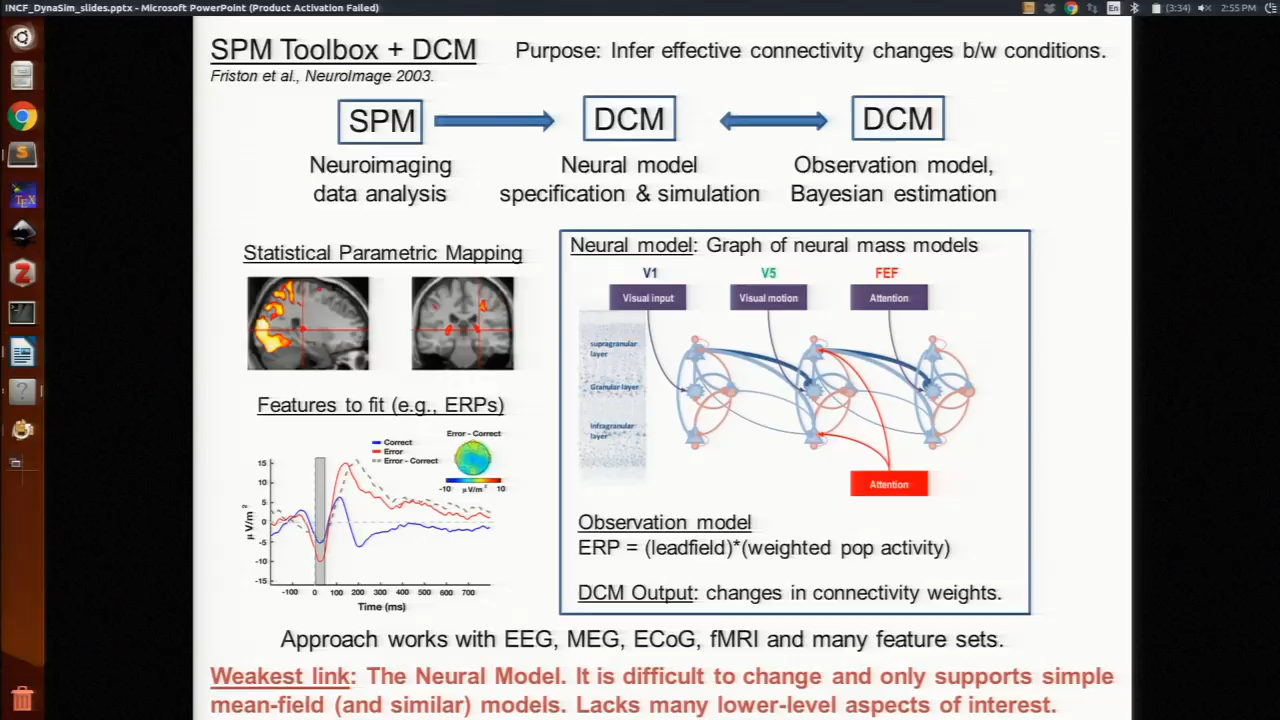 INCF_DynaSim_slides.pptx - Microsoft PowerPoint (Product Activation Failed)
En
(3:34)
2:55 PM
SPM Toolbox + DCM
Purpose: Infer effective connectivity changes b/w conditions.
Friston et al., NeuroImage 2003.
SPM
DCM
DCM
Neuroimaging
data analysis
Neural model
specification & simulation
Observation model,
Bayesian estimation
Statistical Parametric Mapping
Features to fit (e.g., ERPs)
Correct
Error
Error - Correct
Error - Correct
-10
μV/m²
10
μV/m²
15
10
5
0
-5
-10
-15
-100 0 100 200 300 400 500 600 700
Time (ms)
Neural model: Graph of neural mass models
V1
V5
FEF
Visual input
Visual motion
Attention
supragranular
layer
Granular layer
Infragranular
layer
Attention
Observation model
ERP = (leadfield)*(weighted pop activity)
DCM Output: changes in connectivity weights.
Approach works with EEG, MEG, ECoG, fMRI and many feature sets.
Weakest link: The Neural Model. It is difficult to change and only supports simple
mean-field (and similar) models. Lacks many lower-level aspects of interest.